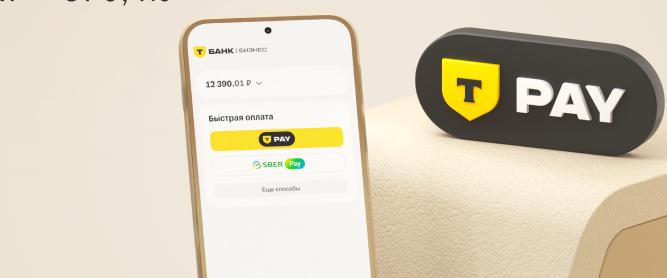 Т БАНК | БИЗНЕС
12 390,01 ₽
Быстрая оплата
Т PAY
SBER Pay
Еще способы
Т PAY